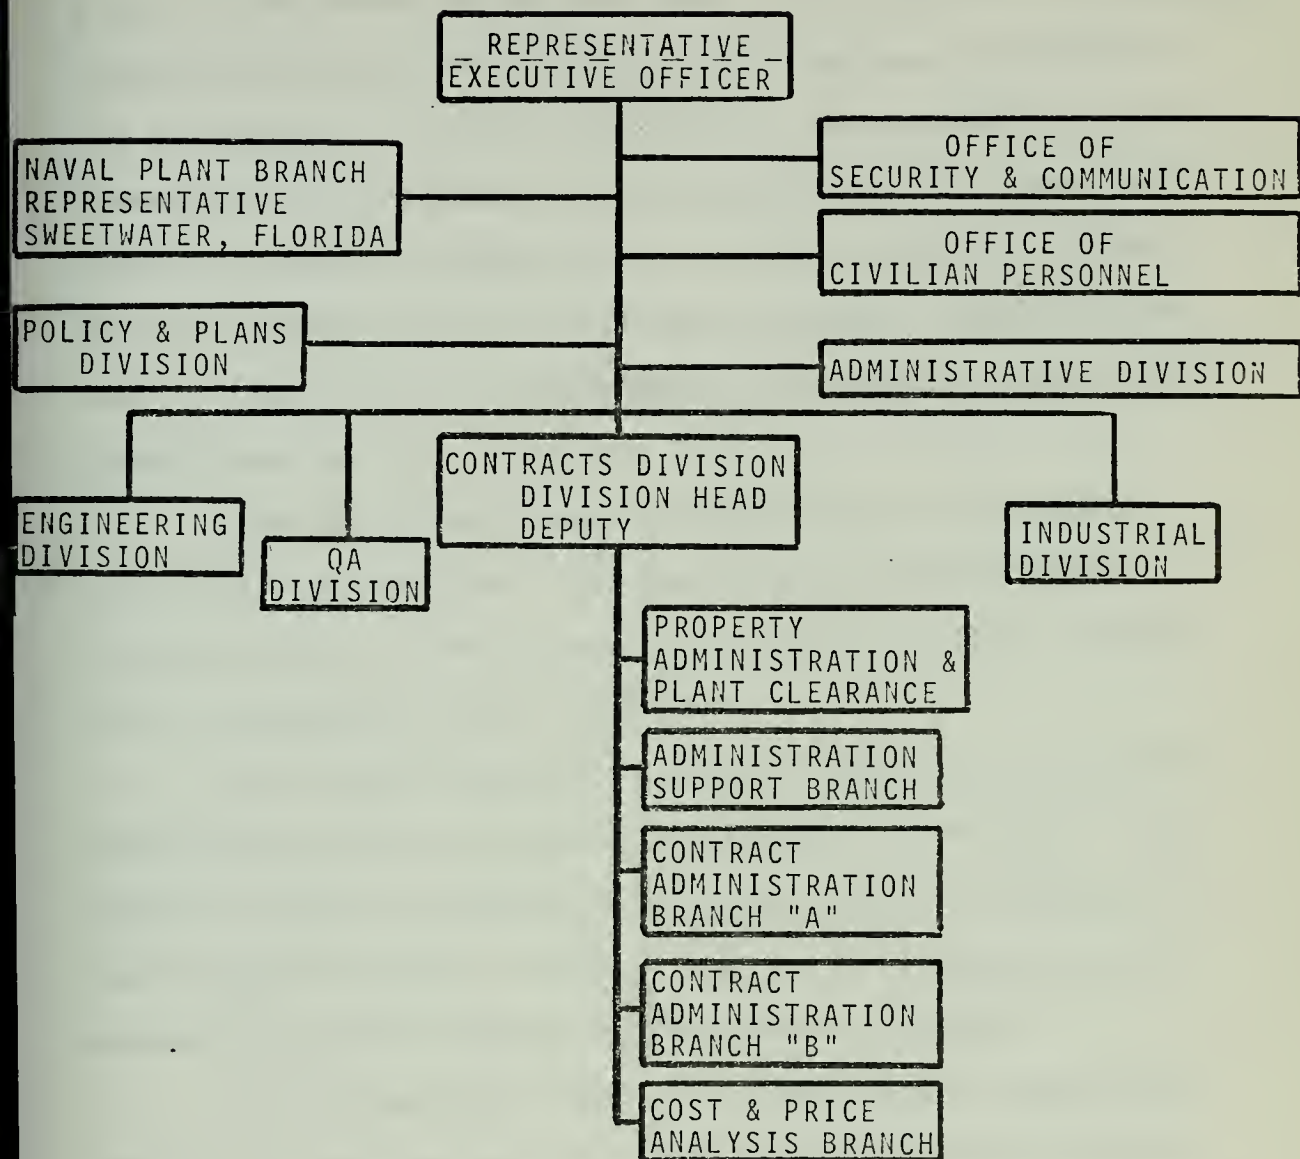 REPRESENTATIVE
EXECUTIVE OFFICER
OFFICE OF
SECURITY & COMMUNICATION
NAVAL PLANT BRANCH
REPRESENTATIVE
SWEETWATER, FLORIDA
OFFICE OF
CIVILIAN PERSONNEL
POLICY & PLANS
DIVISION
ADMINISTRATIVE DIVISION
ENGINEERING
DIVISION
QA
DIVISION
CONTRACTS DIVISION
DIVISION HEAD
DEPUTY
INDUSTRIAL
DIVISION
PROPERTY
ADMINISTRATION &
PLANT CLEARANCE
ADMINISTRATION
SUPPORT BRANCH
CONTRACT
ADMINISTRATION
BRANCH "A"
CONTRACT
ADMINISTRATION
BRANCH "B"
COST & PRICE
ANALYSIS BRANCH